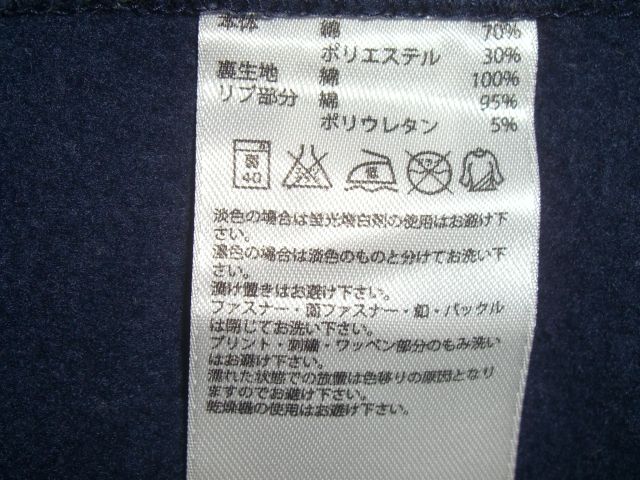 本体 綿 70%
ポリエステル 30%
裏生地 綿 100%
リブ部分 綿 95%
ポリウレタン 5%
弱
40
低
淡色の場合は蛍光増白剤の使用はお避け下
さい。
濃色の場合は淡色のものと分けてお洗い下
さい。
漬け置きはお避け下さい。
ファスナー・面ファスナー・釦・バックル
は閉じてお洗い下さい。
プリント・刺繍・ワッペン部分のもみ洗い
はお避け下さい。
濡れた状態での放置は色移りの原因となり
ますのでお避け下さい。
乾燥機の使用はお避け下さい。